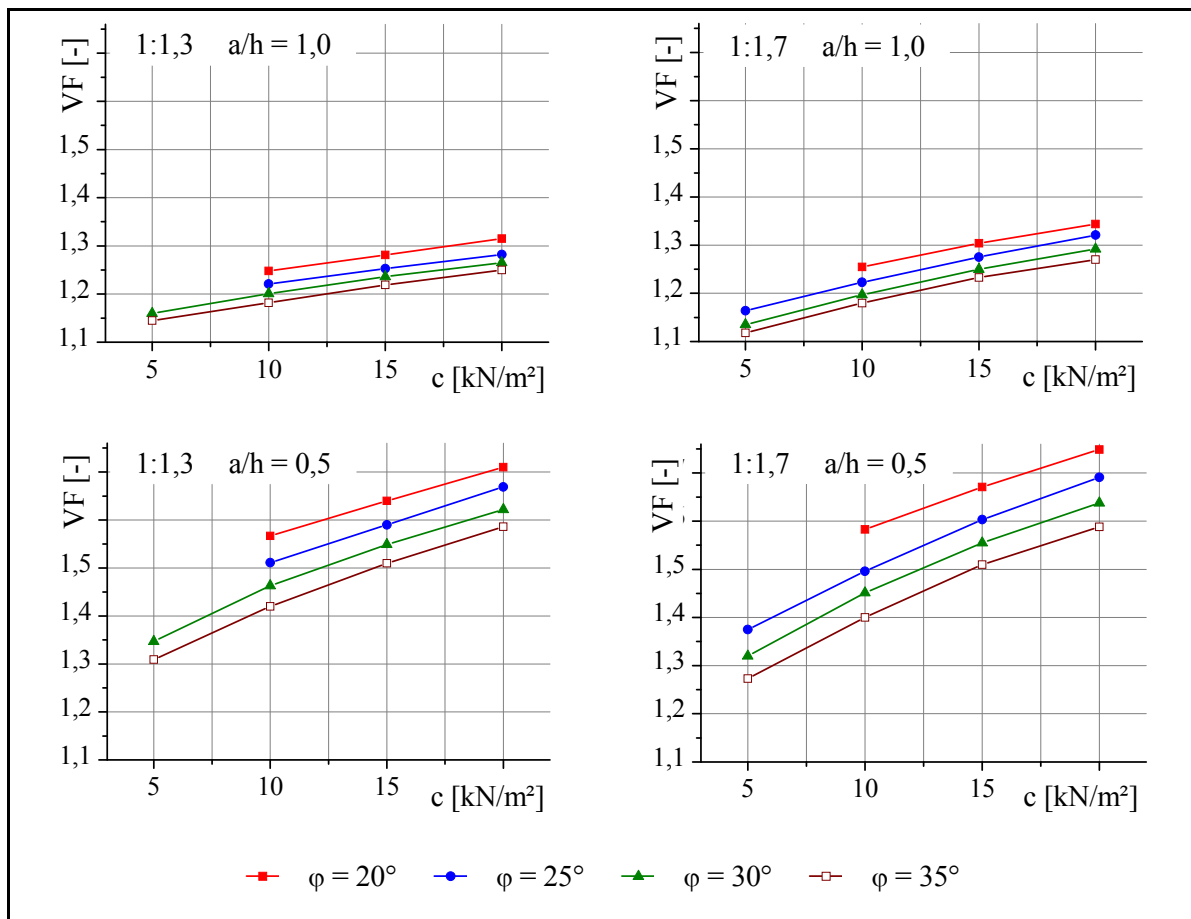 1:1,3 a/h = 1,0
VF [-]
1,5
1,4
1,3
1,2
1,1
5 10 15 c [kN/m²]
1:1,7 a/h = 1,0
VF [-]
1,5
1,4
1,3
1,2
1,1
5 10 15 c [kN/m²]
1:1,3 a/h = 0,5
VF [-]
1,5
1,4
1,3
1,2
1,1
5 10 15 c [kN/m²]
1:1,7 a/h = 0,5
VF [-]
1,5
1,4
1,3
1,2
1,1
5 10 15 c [kN/m²]
φ = 20° φ = 25° φ = 30° φ = 35°